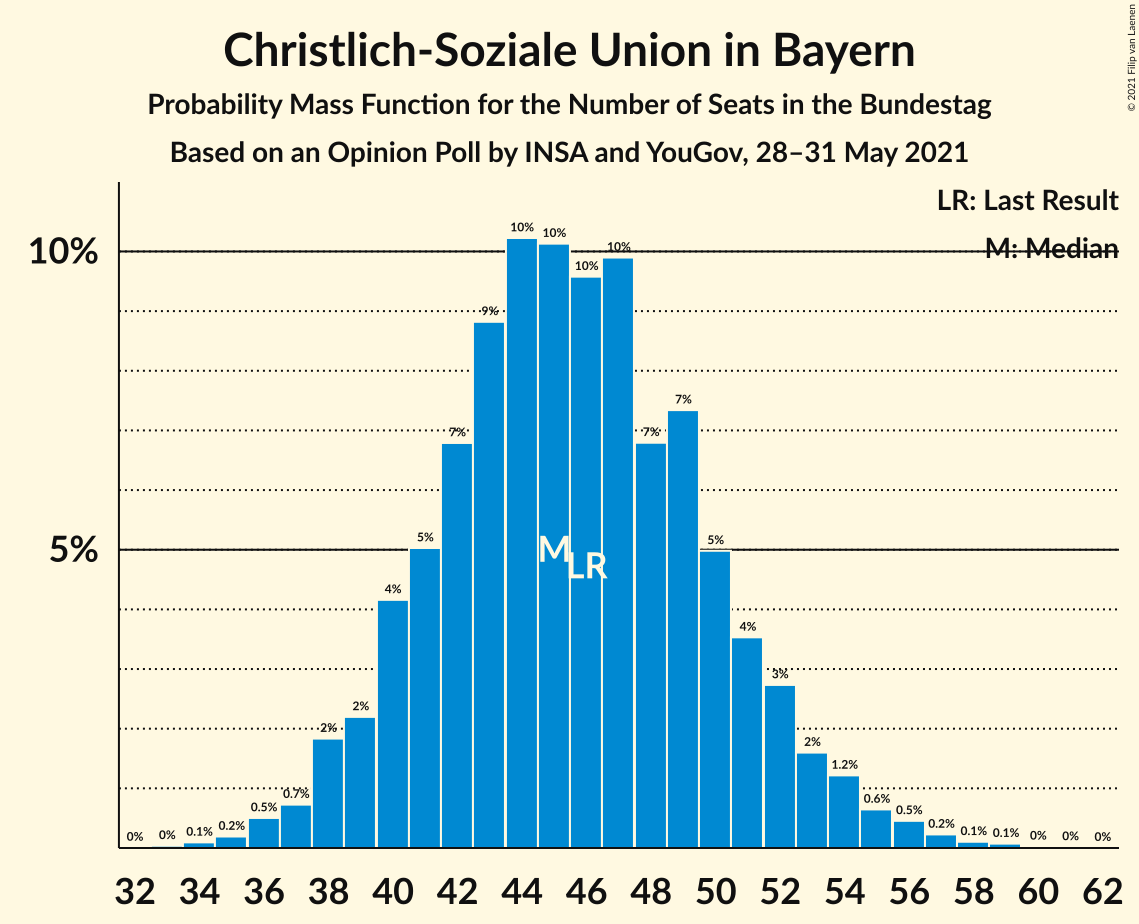 Christlich-Soziale Union in Bayern
Probability Mass Function for the Number of Seats in the Bundestag
Based on an Opinion Poll by INSA and YouGov, 28–31 May 2021
© 2021 Filip van Laenen
LR: Last Result
M: Median
10%
5%
0% 0% 0.1% 0.2% 0.5% 0.7% 2% 2% 4% 5% 7% 9% 10% 10% 10% 10% 7% 7% 5% 4% 3% 2% 1.2% 0.6% 0.5% 0.2% 0.1% 0.1% 0% 0% 0%
M
LR
32 34 36 38 40 42 44 46 48 50 52 54 56 58 60 62